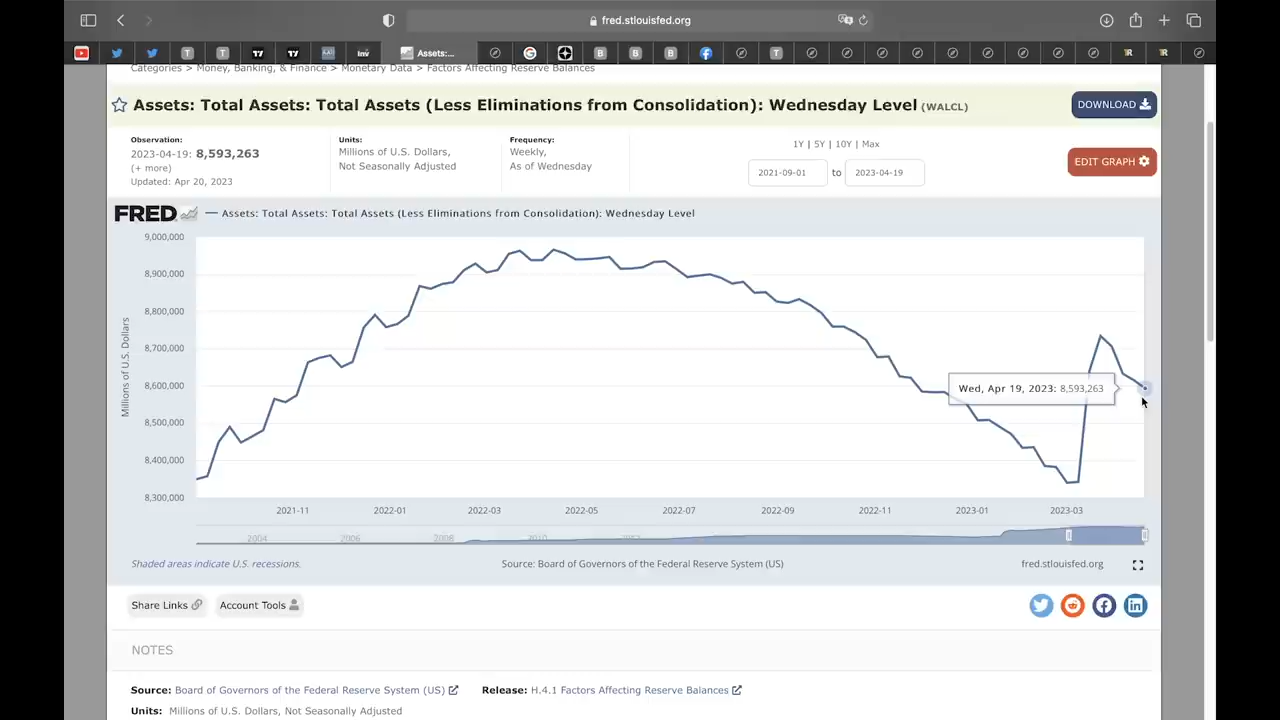 fred.stlouisfed.org
Assets:...
Categories > Money, Banking, & Finance > Monetary Data > Factors Affecting Reserve Balances
Assets: Total Assets: Total Assets (Less Eliminations from Consolidation): Wednesday Level (WALCL)
DOWNLOAD
Observation:
2023-04-19: 8,593,263
(+ more)
Updated: Apr 20, 2023
Units:
Millions of U.S. Dollars,
Not Seasonally Adjusted
Frequency:
Weekly,
As of Wednesday
1Y | 5Y | 10Y | Max
2021-09-01 to 2023-04-19
EDIT GRAPH
FRED
Assets: Total Assets: Total Assets (Less Eliminations from Consolidation): Wednesday Level
9,000,000
8,900,000
8,800,000
8,700,000
8,600,000
8,500,000
8,400,000
8,300,000
Millions of U.S. Dollars
Wed, Apr 19, 2023: 8,593,263
2021-11 2022-01 2022-03 2022-05 2022-07 2022-09 2022-11 2023-01 2023-03
2004 2006 2008 2010
Shaded areas indicate U.S. recessions.
Source: Board of Governors of the Federal Reserve System (US)
fred.stlouisfed.org
Share Links
Account Tools
NOTES
Source: Board of Governors of the Federal Reserve System (US)
Release: H.4.1 Factors Affecting Reserve Balances
Units: Millions of U.S. Dollars, Not Seasonally Adjusted